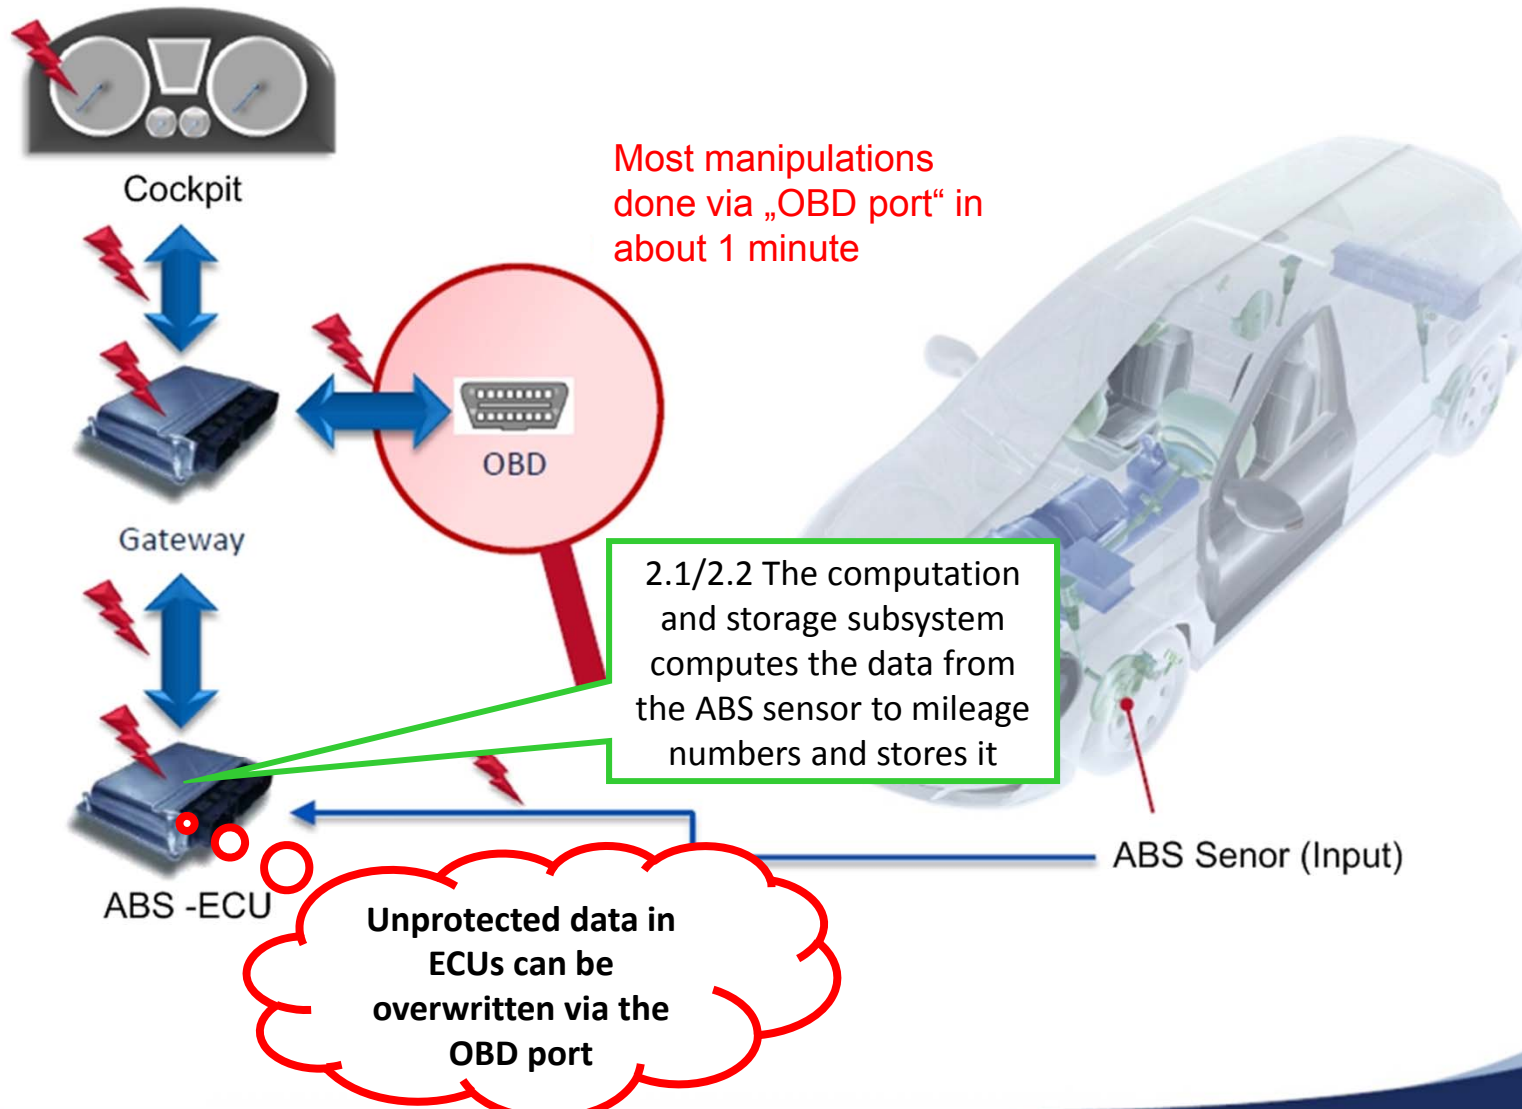 Cockpit
Most manipulations
done via „OBD port“ in
about 1 minute
OBD
Gateway
2.1/2.2 The computation
and storage subsystem
computes the data from
the ABS sensor to mileage
numbers and stores it
ABS Senor (Input)
ABS -ECU
Unprotected data in
ECUs can be
overwritten via the
OBD port